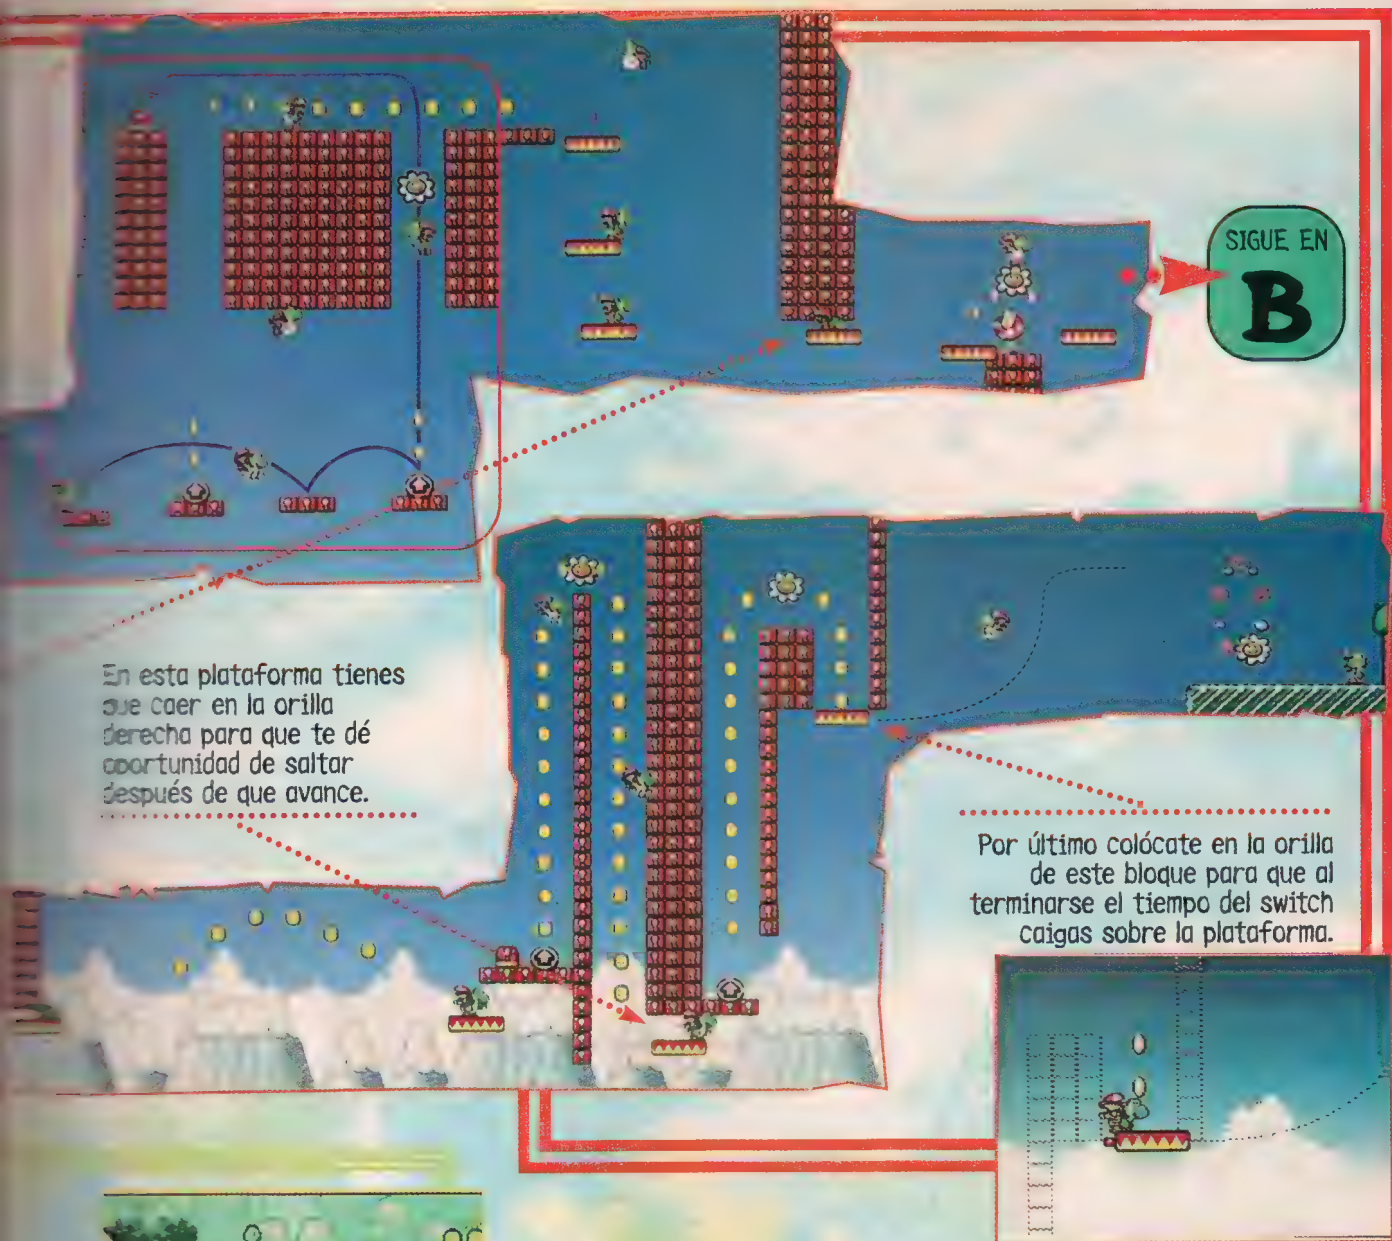 SIGUE EN
B
En esta plataforma tienes
que caer en la orilla
derecha para que te dé
oportunidad de saltar
después de que avance.
Por último colócate en la orilla
de este bloque para que al
terminarse el tiempo del switch
caigas sobre la plataforma.